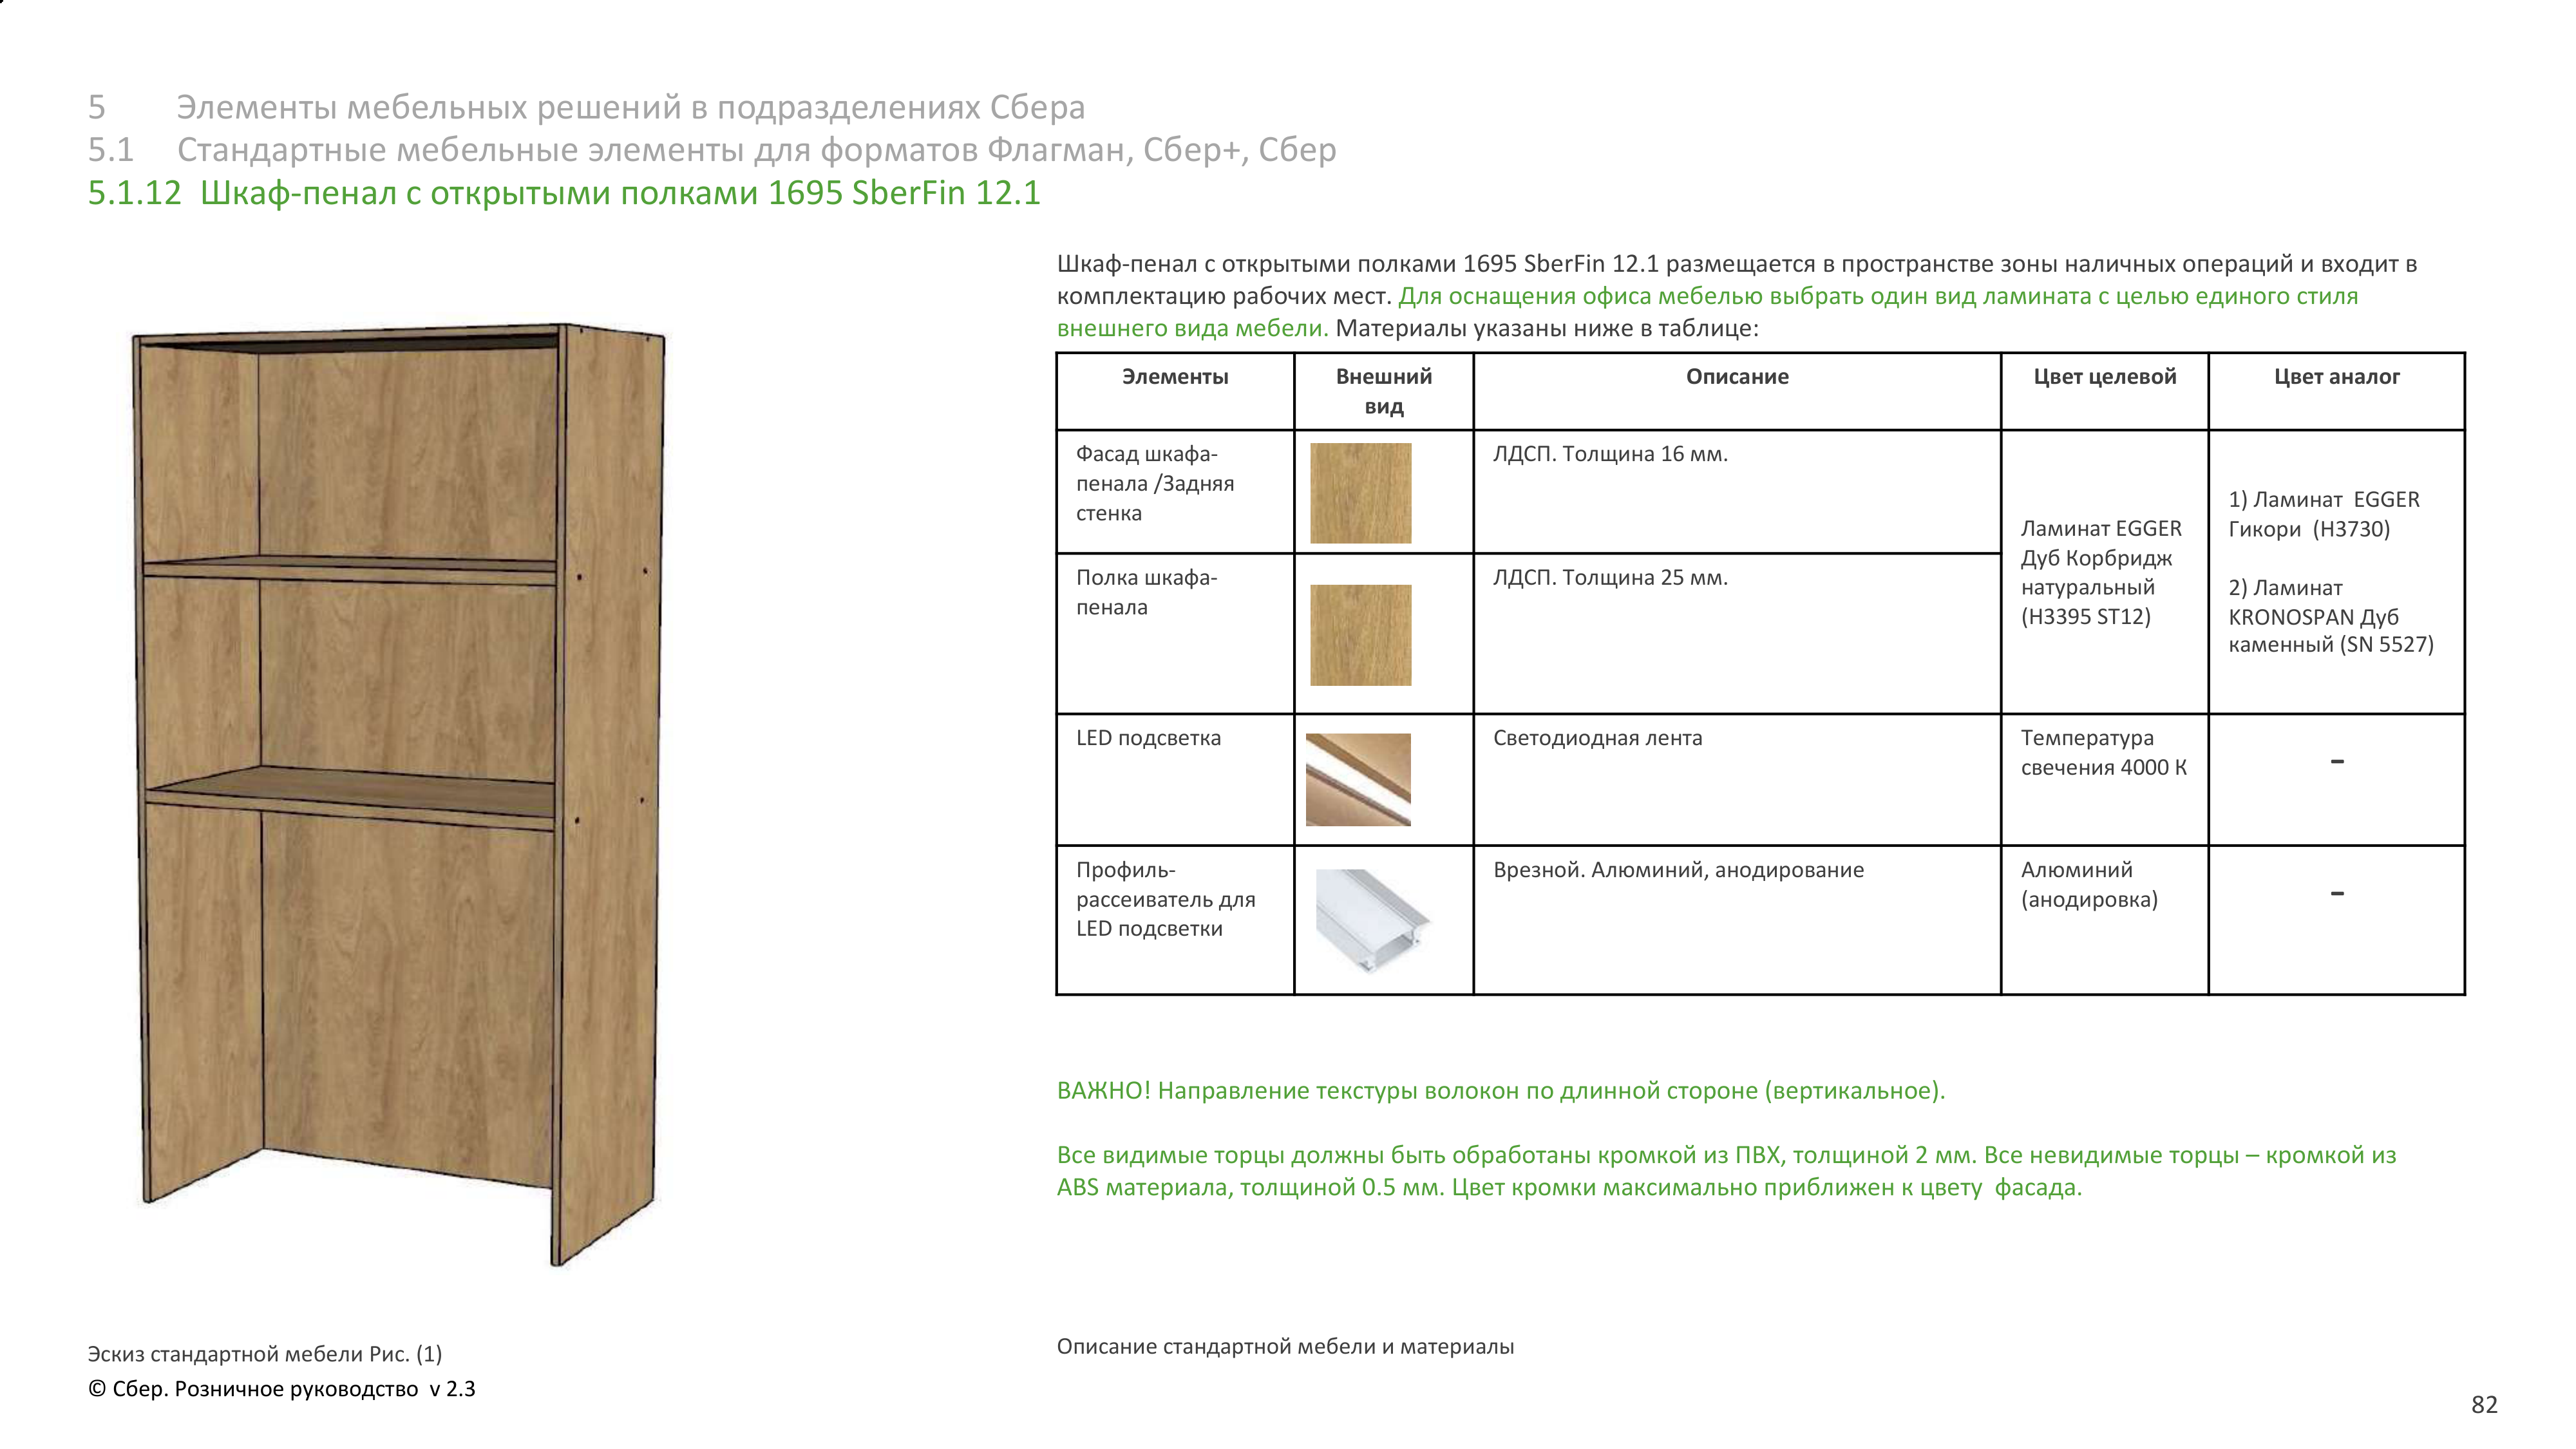 5 Элементы мебельных решений в подразделениях Сбера
5.1 Стандартные мебельные элементы для форматов Флагман, Сбер+, Сбер
5.1.12 Шкаф-пенал с открытыми полками 1695 SberFin 12.1
Шкаф-пенал с открытыми полками 1695 SberFin 12.1 размещается в пространстве зоны наличных операций и входит в
комплектацию рабочих мест. Для оснащения офиса мебелью выбрать один вид ламината с целью единого стиля
внешнего вида мебели. Материалы указаны ниже в таблице:
Элементы
Внешний
вид
Описание
Цвет целевой
Цвет аналог
Фасад шкафа-
пенала /Задняя
стенка
ЛДСП. Толщина 16 мм.
Ламинат EGGER
Дуб Корбридж
натуральный
(H3395 ST12)
1) Ламинат EGGER
Гикори (H3730)
2) Ламинат
KRONOSPAN Дуб
каменный (SN 5527)
Полка шкафа-
пенала
ЛДСП. Толщина 25 мм.
LED подсветка
Светодиодная лента
Температура
свечения 4000 К
–
Профиль-
рассеиватель для
LED подсветки
Врезной. Алюминий, анодирование
Алюминий
(анодировка)
–
ВАЖНО! Направление текстуры волокон по длинной стороне (вертикальное).
Все видимые торцы должны быть обработаны кромкой из ПВХ, толщиной 2 мм. Все невидимые торцы – кромкой из
ABS материала, толщиной 0.5 мм. Цвет кромки максимально приближен к цвету фасада.
Эскиз стандартной мебели Рис. (1)
Описание стандартной мебели и материалы
© Сбер. Розничное руководство v 2.3
82